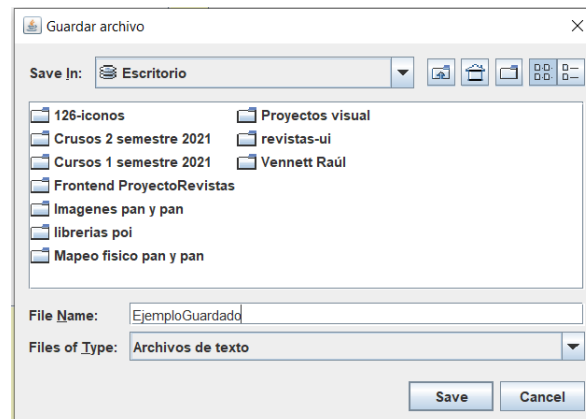 Guardar archivo
Save In: Escritorio
126-iconos
Crusos 2 semestre 2021
Cursos 1 semestre 2021
Frontend ProyectoRevistas
Imagenes pan y pan
librerias poi
Mapeo fisico pan y pan
Proyectos visual
revistas-ui
Vennett Raúl
File Name: EjemploGuardado
Files of Type: Archivos de texto
Save Cancel